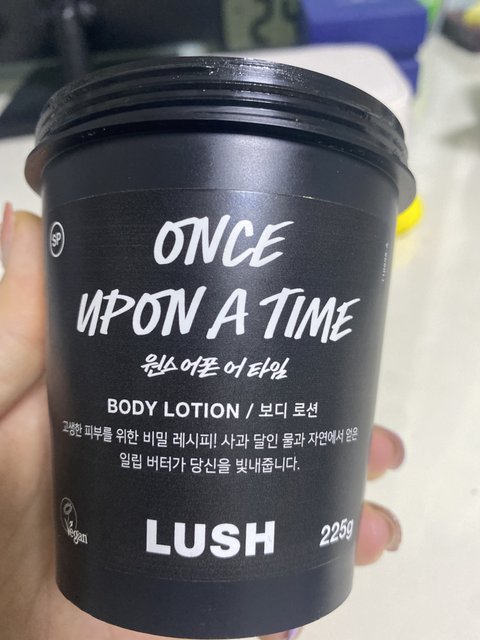 SP
ONCE
UPON A TIME
원스 어폰 어 타임
BODY LOTION / 보디 로션
고생한 피부를 위한 비밀 레시피! 사과 달인 물과 자연에서 얻은
일립 버터가 당신을 빛내줍니다.
Vegan
LUSH
225g